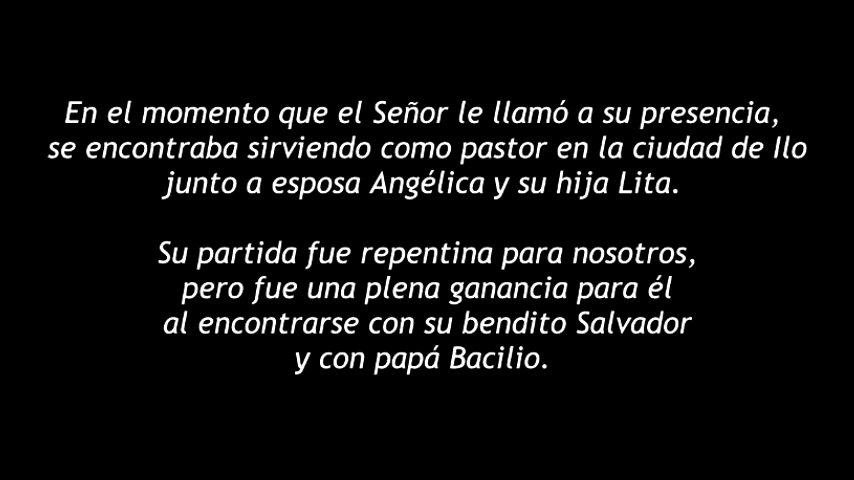 En el momento que el Señor le llamó a su presencia,
se encontraba sirviendo como pastor en la ciudad de Ilo
junto a esposa Angélica y su hija Lita.
Su partida fue repentina para nosotros,
pero fue una plena ganancia para él
al encontrarse con su bendito Salvador
y con papá Bacilio.